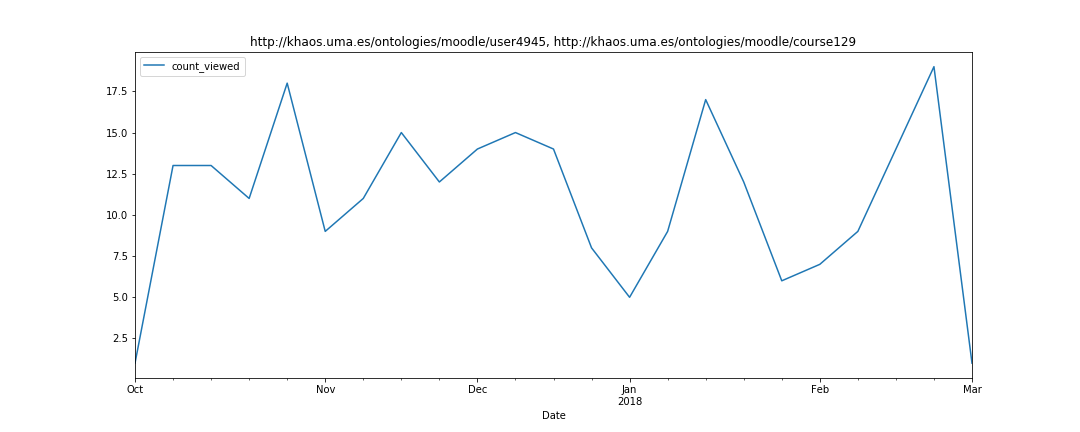 http://khaos.uma.es/ontologies/moodle/user4945, http://khaos.uma.es/ontologies/moodle/course129
count_viewed
17.5
15.0
12.5
10.0
7.5
5.0
2.5
Oct Nov Dec Jan Feb Mar
2018
Date